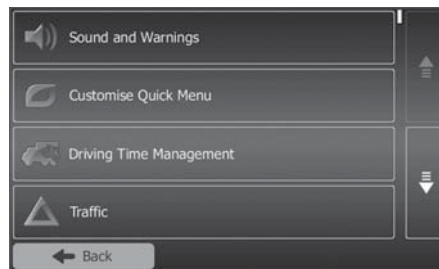 Sound and Warnings
Customise Quick Menu
Driving Time Management
Traffic
Back